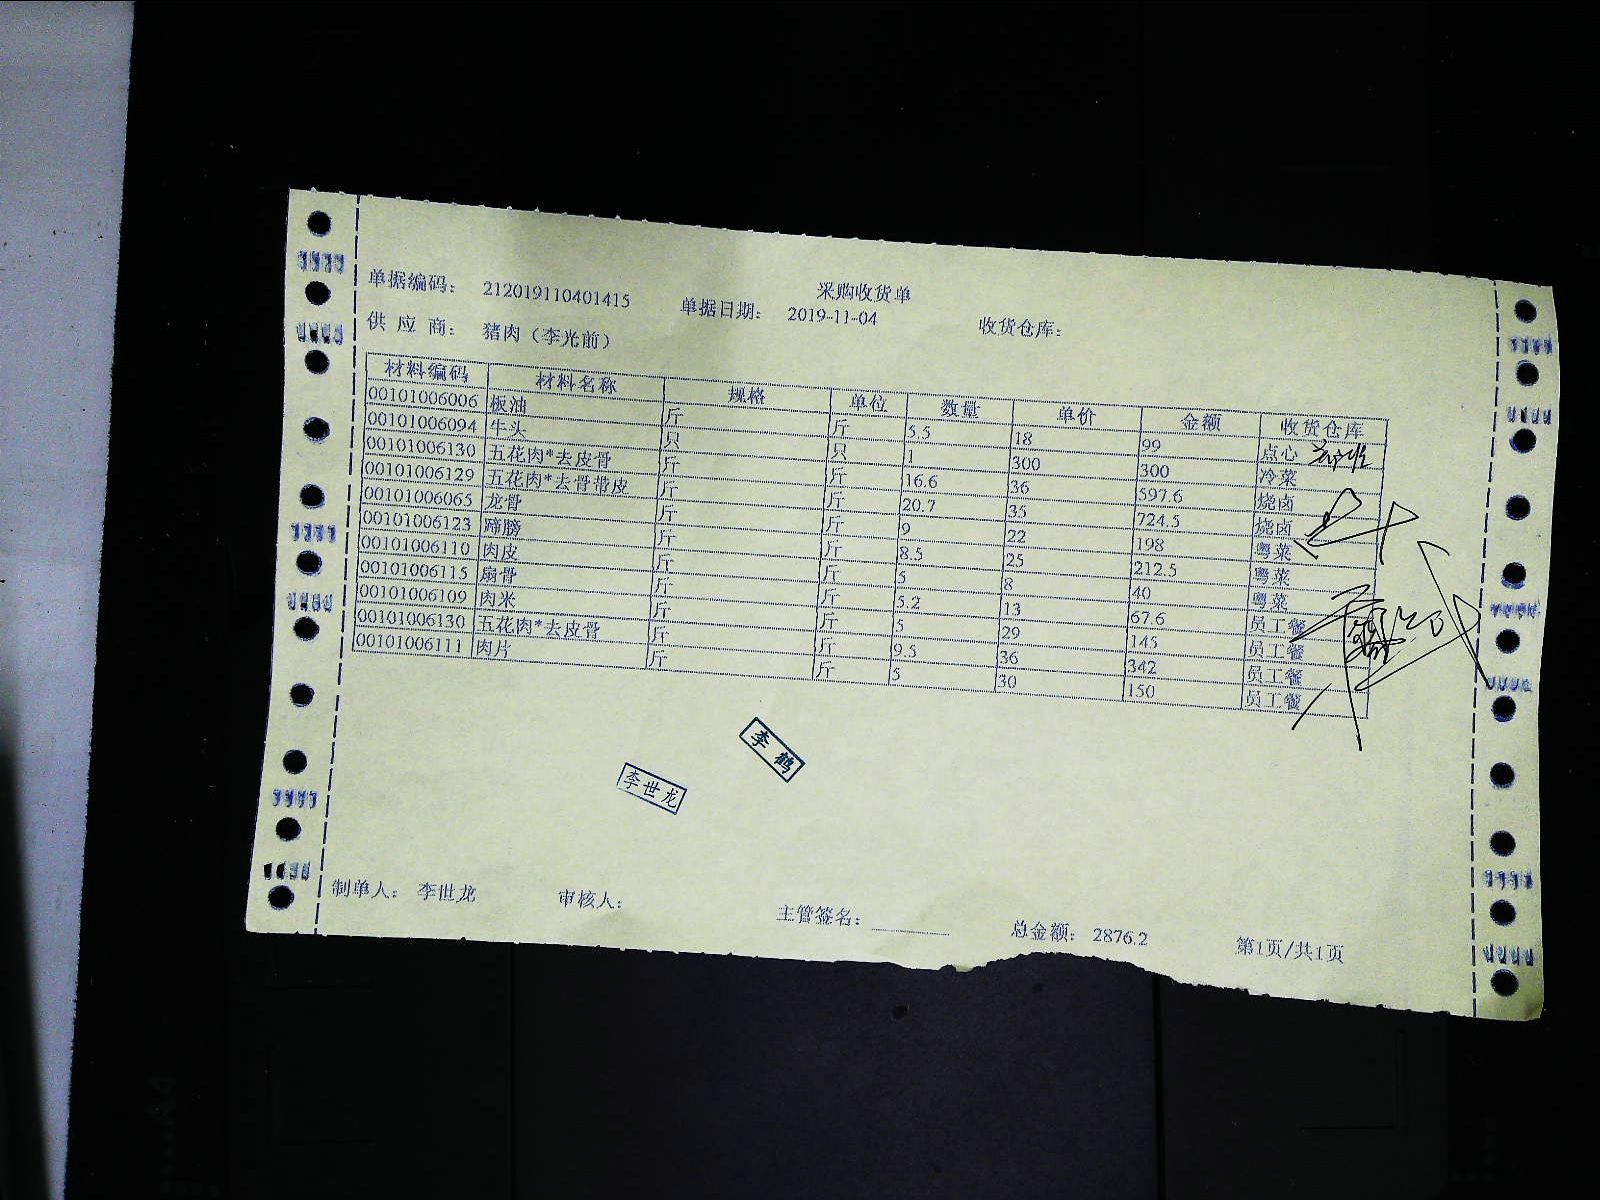 采购收货单
单据编码: 212019110401415 单据日期: 2019-11-04 收货仓库:
供应商: 猪肉（李光前）
材料编码 材料名称 规格 单位 数量 单价 金额 收货仓库
00101006006 板油 斤 斤 5.5 18 99 点心
00101006094 牛头 只 只 1 300 300 冷菜
00101006130 五花肉*去皮骨 斤 斤 16.6 36 597.6 烧卤
00101006129 五花肉*去骨带皮 斤 斤 20.7 35 724.5 烧卤
00101006065 龙骨 斤 斤 9 22 198 粤菜
00101006123 蹄膀 斤 斤 8.5 25 212.5 粤菜
00101006110 肉皮 斤 斤 5 8 40 粤菜
00101006115 扇骨 斤 斤 5.2 13 67.6 员工餐
00101006109 肉米 斤 斤 5 29 145 员工餐
00101006130 五花肉*去皮骨 斤 斤 9.5 36 342 员工餐
00101006111 肉片 斤 斤 5 30 150 员工餐
李鹤
李世龙
制单人: 李世龙 审核人: 主管签名: 总金额: 2876.2 第1页/共1页